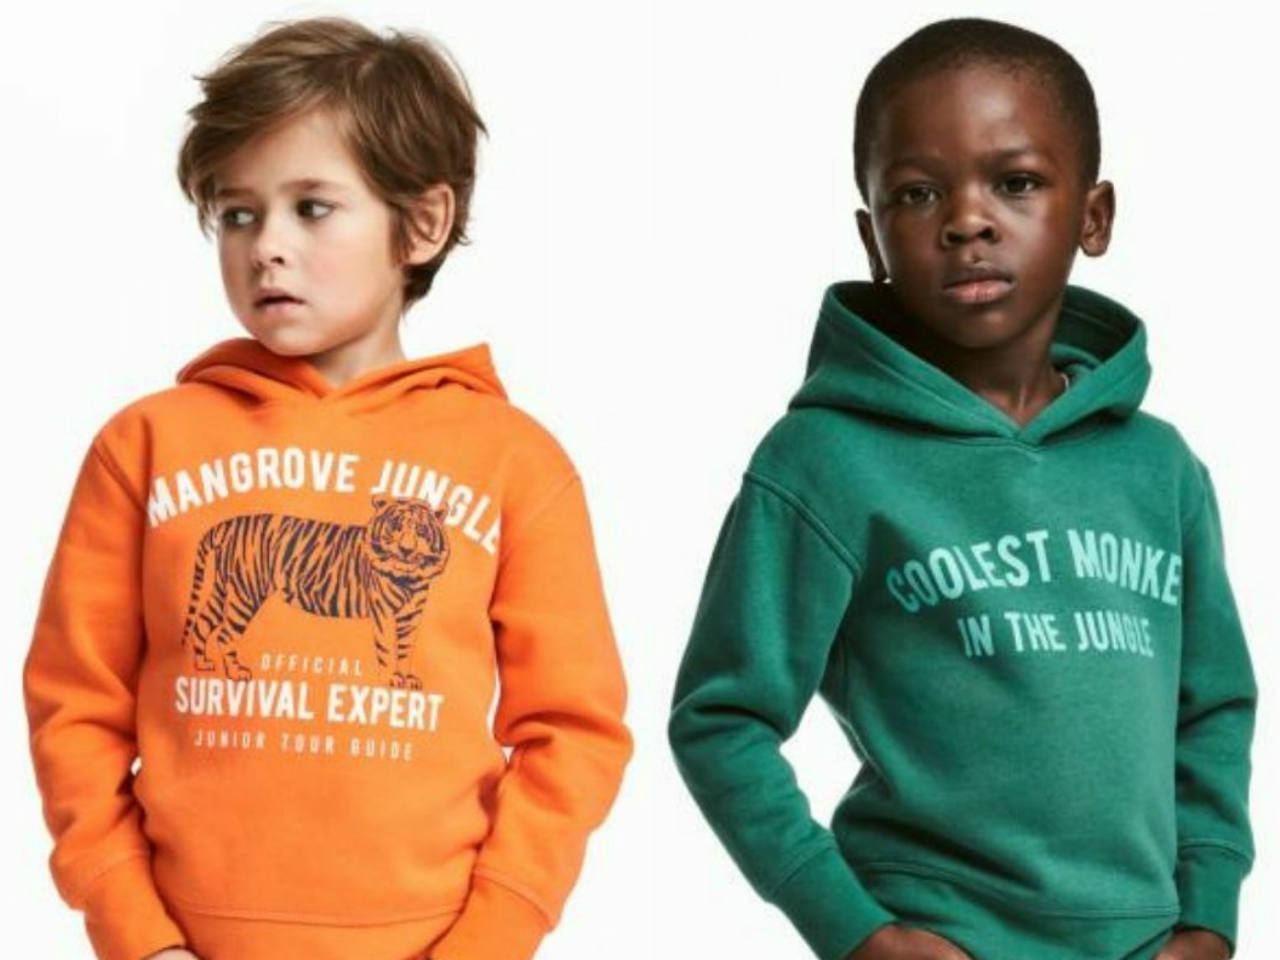 MANGROVE JUNGLE
OFFICIAL
SURVIVAL EXPERT
JUNIOR TOUR GUIDE
COOLEST MONKE
IN THE JUNGLE